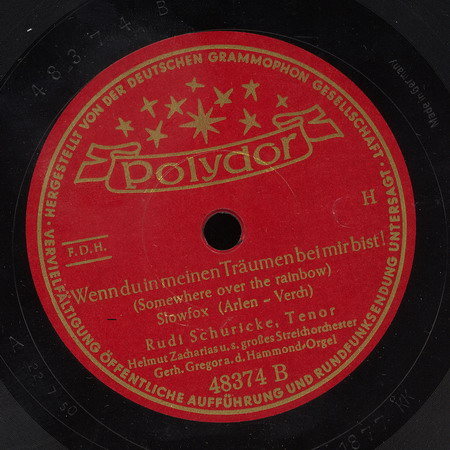 48374 B
Made in Germany
HERGESTELLT VON DER DEUTSCHEN GRAMMOPHON GESELLSCHAFT
Polydor
H
F.D.H.
Wenn du in meinen Träumen bei mir bist!
(Somewhere over the rainbow)
Slowfox (Arlen - Verch)
Rudi Schuricke, Tenor
Helmut Zacharias u. s. großes Streichorchester
Gerh. Gregor a. d. Hammond-Orgel
48374 B
VERVIELFÄLTIGUNG ÖFFENTLICHE AUFFÜHRUNG UND RUNDFUNKSENDUNG UNTERSAGT